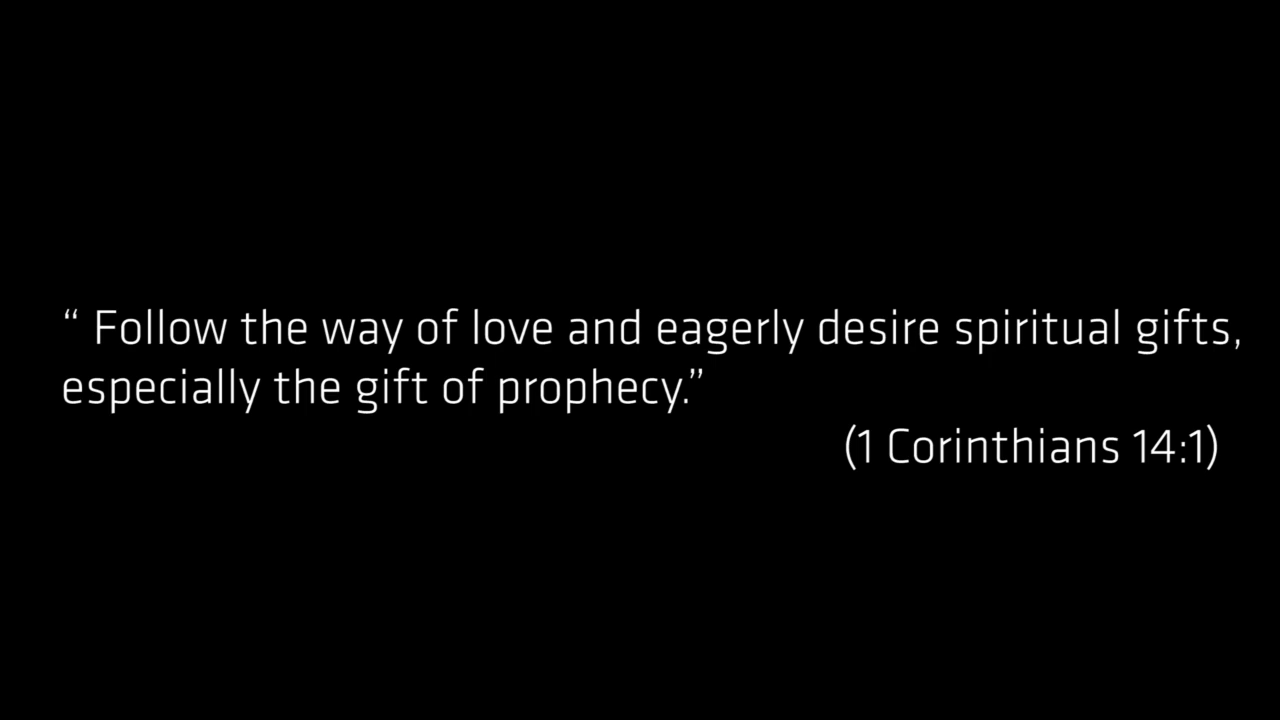 “ Follow the way of love and eagerly desire spiritual gifts,
especially the gift of prophecy.”
(1 Corinthians 14:1)